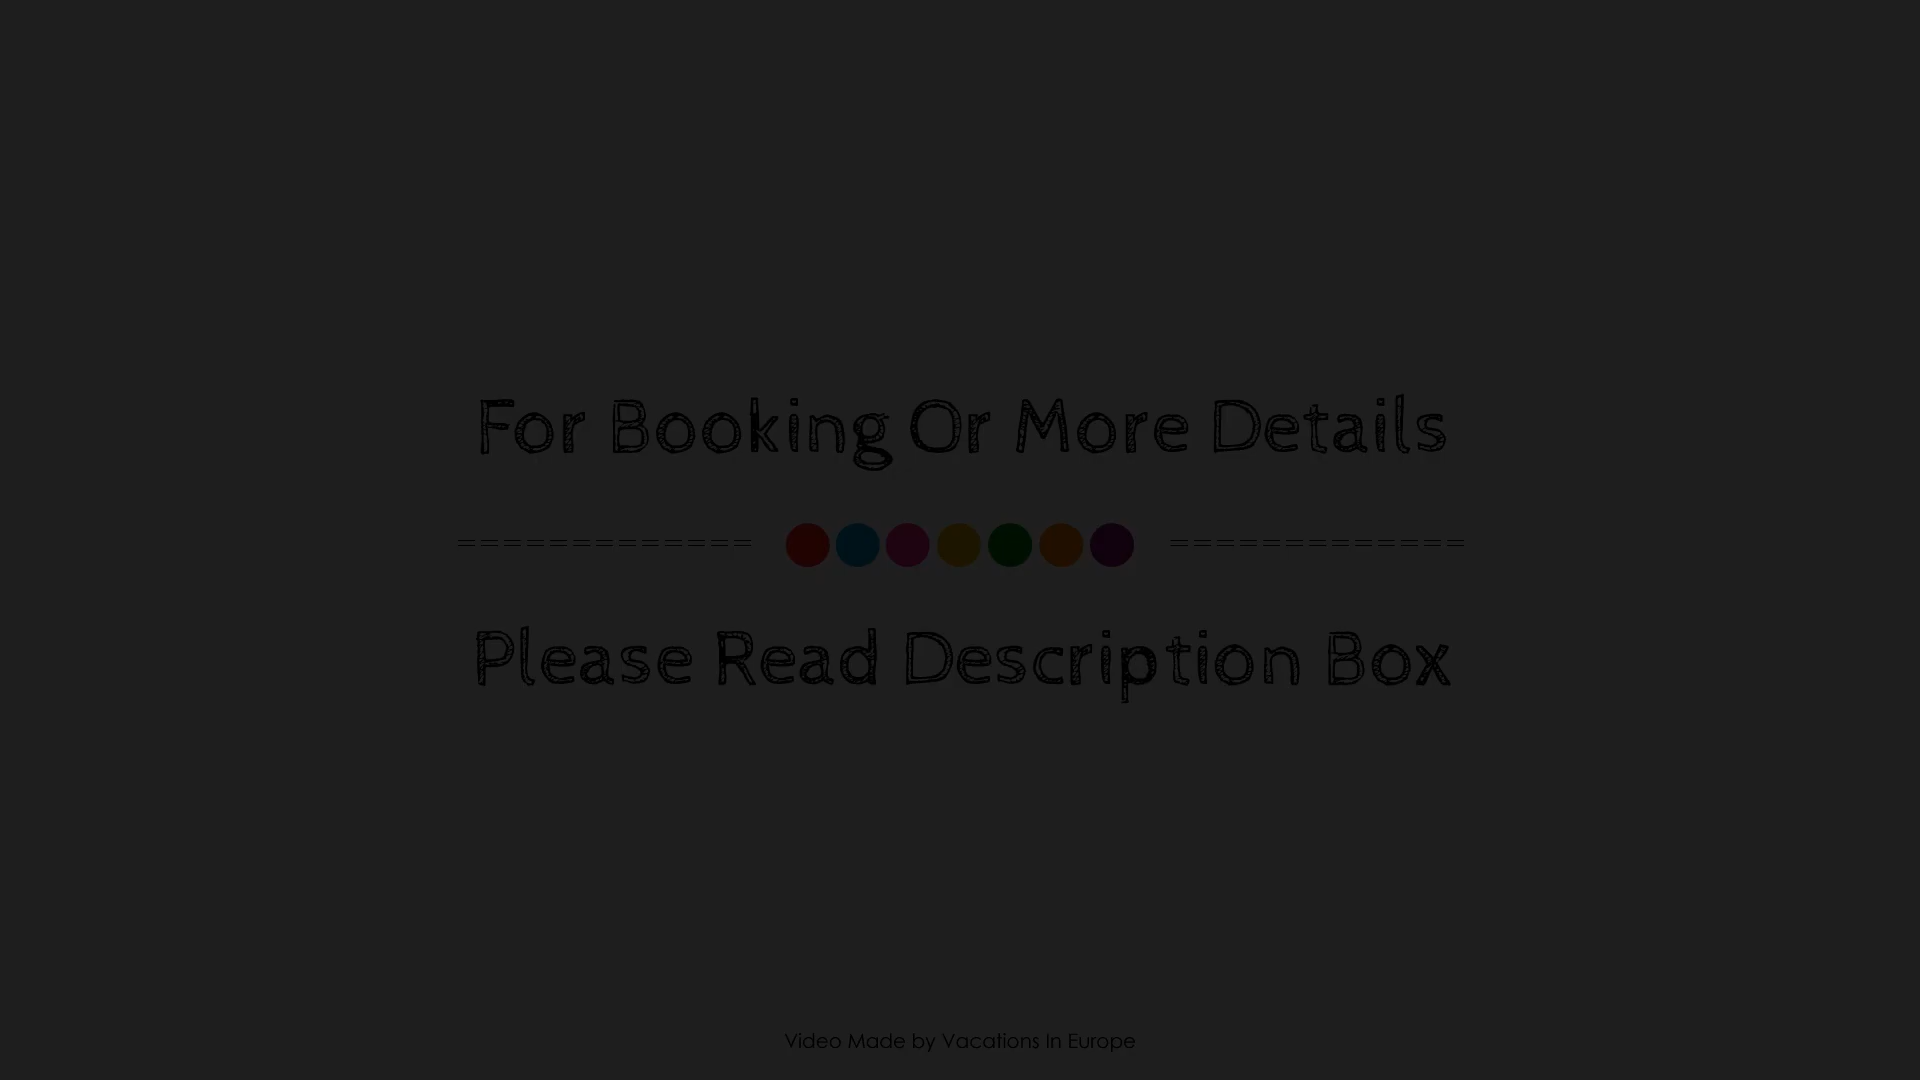 For Booking Or More Details
============= =============
Please Read Description Box
Video Made by Vacations In Europe